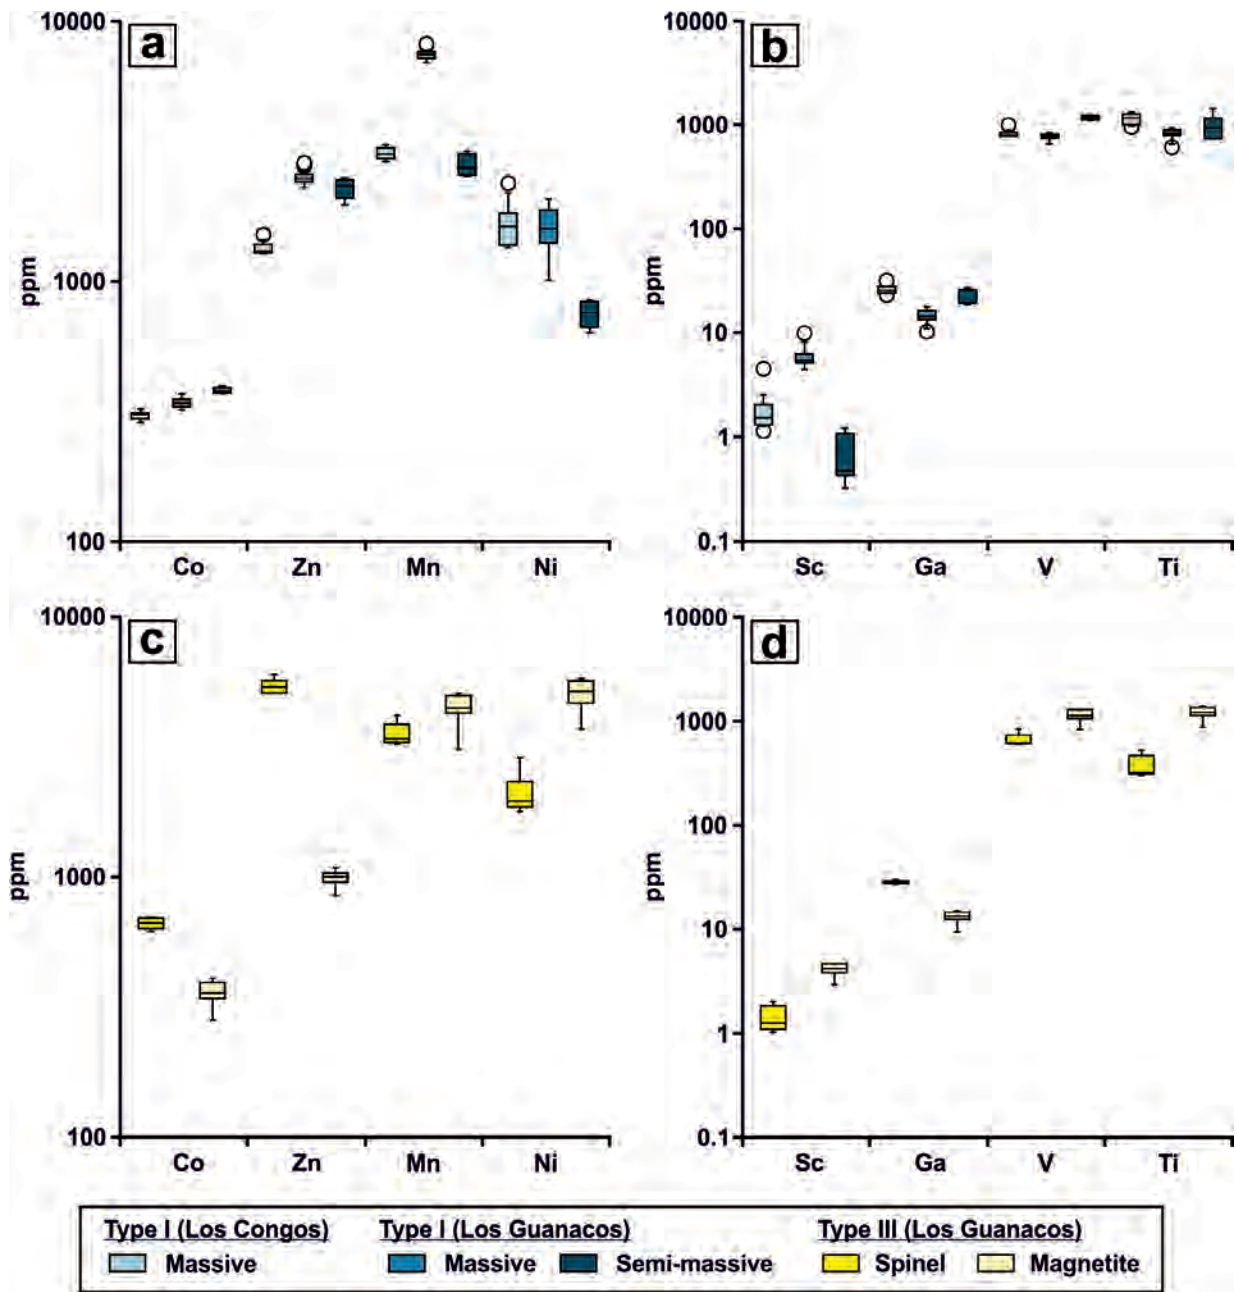 a
10000
1000
100
ppm
Co Zn Mn Ni
b
10000
1000
100
10
1
0.1
ppm
Sc Ga V Ti
c
10000
1000
100
ppm
Co Zn Mn Ni
d
10000
1000
100
10
1
0.1
ppm
Sc Ga V Ti
Type I (Los Congos) Type I (Los Guanacos) Type III (Los Guanacos)
Massive Massive Semi-massive Spinel Magnetite